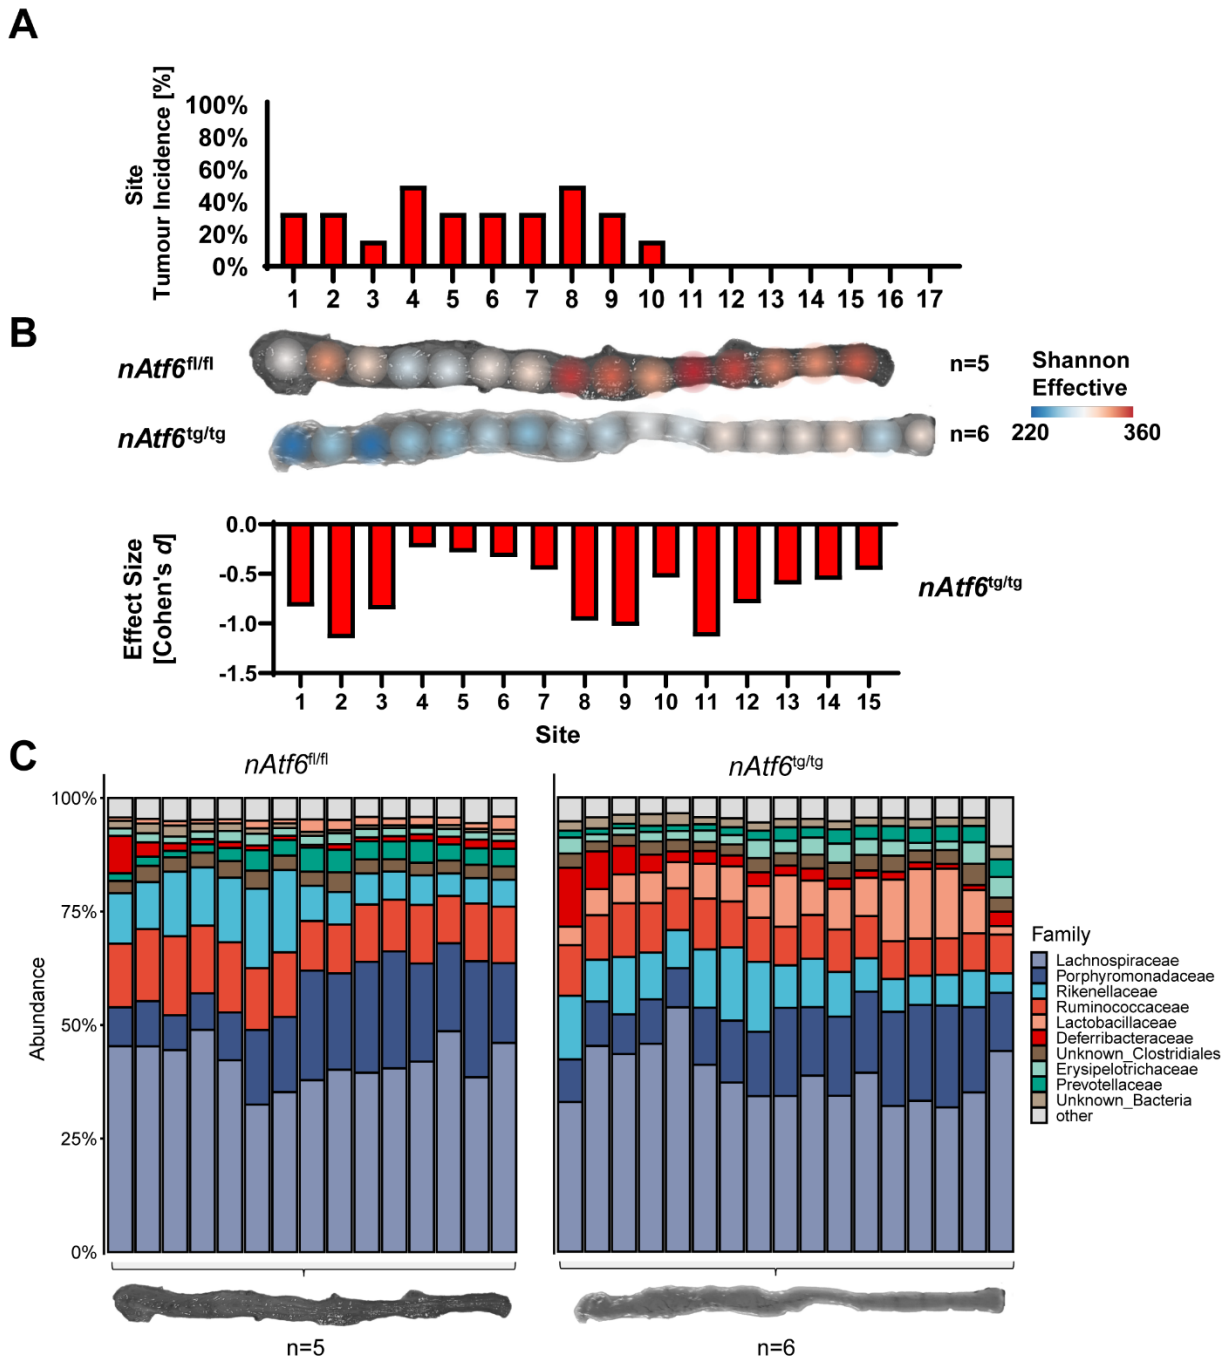 A
Site
Tumour Incidence [%]
100%
80%
60%
40%
20%
0%
1 2 3 4 5 6 7 8 9 10 11 12 13 14 15 16 17
B
nAtf6fl/fl
n=5
Shannon
Effective
220 360
nAtf6tg/tg
n=6
Effect Size
[Cohen's d]
0.0
-0.5
-1.0
-1.5
nAtf6tg/tg
1 2 3 4 5 6 7 8 9 10 11 12 13 14 15
Site
C
nAtf6fl/fl
nAtf6tg/tg
Abundance
100%
75%
50%
25%
0%
Family
Lachnospiraceae
Porphyromonadaceae
Rikenellaceae
Ruminococcaceae
Lactobacillaceae
Deferribacteraceae
Unknown_Clostridiales
Erysipelotrichaceae
Prevotellaceae
Unknown_Bacteria
other
n=5
n=6